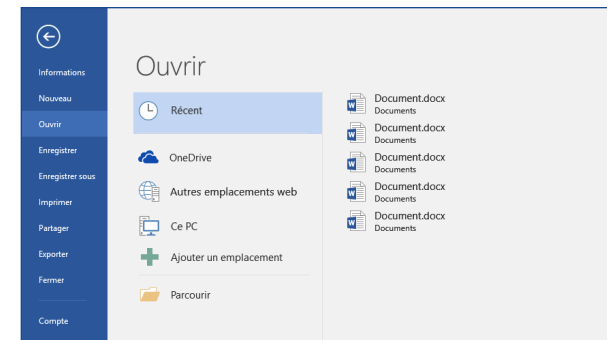 Informations
Nouveau
Ouvrir
Enregistrer
Enregistrer sous
Imprimer
Partager
Exporter
Fermer
Compte
Ouvrir
Récent
OneDrive
Autres emplacements web
Ce PC
Ajouter un emplacement
Parcourir
Document.docx
Documents
Document.docx
Documents
Document.docx
Documents
Document.docx
Documents
Document.docx
Documents